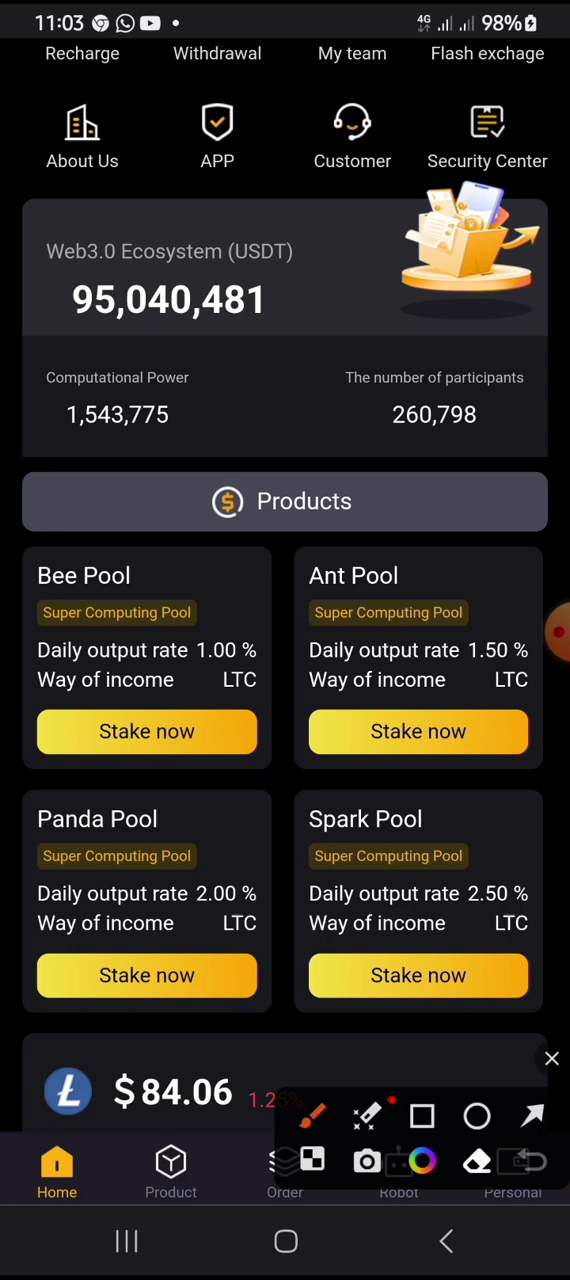 11:03 4G 98%
Recharge Withdrawal My team Flash exchage
About Us APP Customer Security Center
Web3.0 Ecosystem (USDT)
95,040,481
Computational Power The number of participants
1,543,775 260,798
Products
Bee Pool
Super Computing Pool
Daily output rate 1.00 %
Way of income LTC
Stake now
Ant Pool
Super Computing Pool
Daily output rate 1.50 %
Way of income LTC
Stake now
Panda Pool
Super Computing Pool
Daily output rate 2.00 %
Way of income LTC
Stake now
Spark Pool
Super Computing Pool
Daily output rate 2.50 %
Way of income LTC
Stake now
$84.06
Home Product Order Robot Personal